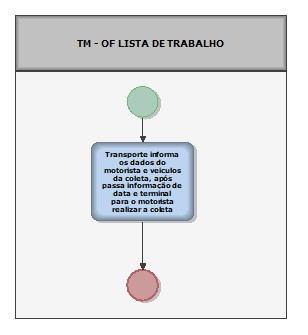 TM - OF LISTA DE TRABALHO
Transporte informa
os dados do
motorista e veículos
da coleta, após
passa informação de
data e terminal
para o motorista
realizar a coleta